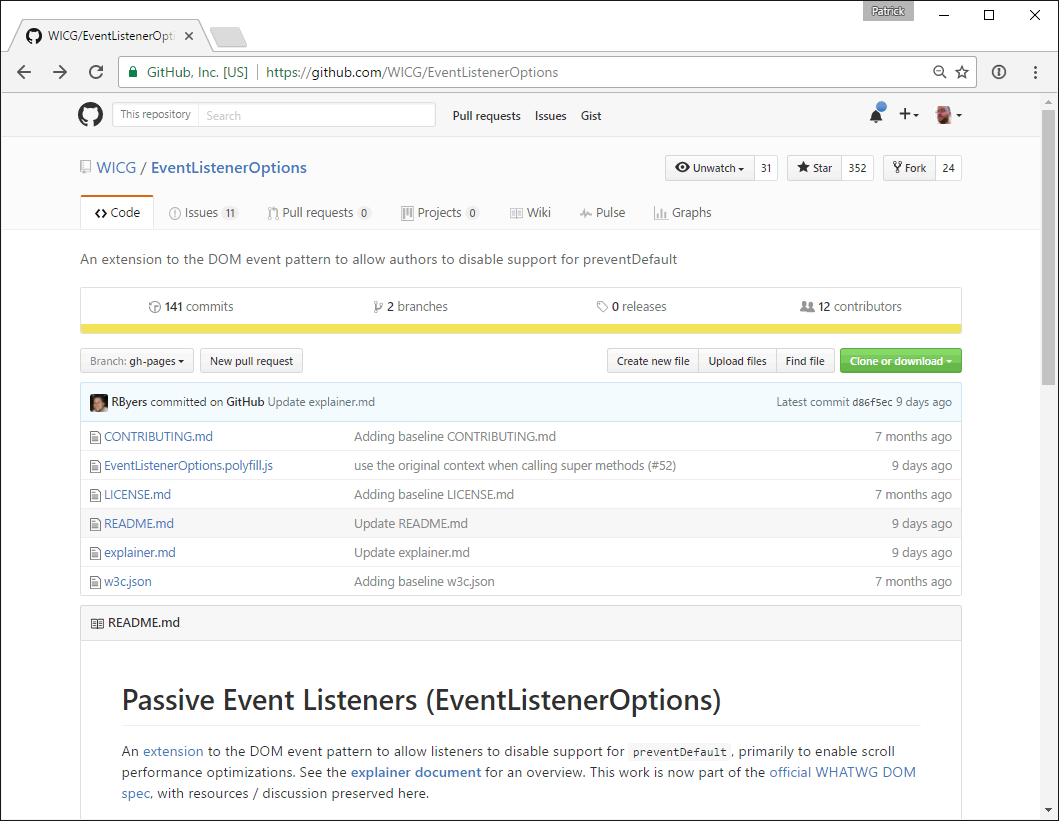 Patrick
WICG/EventListenerOpti
GitHub, Inc. [US] https://github.com/WICG/EventListenerOptions
This repository Search Pull requests Issues Gist
WICG / EventListenerOptions Unwatch 31 Star 352 Fork 24
Code Issues 11 Pull requests 0 Projects 0 Wiki Pulse Graphs
An extension to the DOM event pattern to allow authors to disable support for preventDefault
141 commits 2 branches 0 releases 12 contributors
Branch: gh-pages New pull request Create new file Upload files Find file Clone or download
RByers committed on GitHub Update explainer.md Latest commit d86f5ec 9 days ago
CONTRIBUTING.md Adding baseline CONTRIBUTING.md 7 months ago
EventListenerOptions.polyfill.js use the original context when calling super methods (#52) 9 days ago
LICENSE.md Adding baseline LICENSE.md 7 months ago
README.md Update README.md 9 days ago
explainer.md Update explainer.md 9 days ago
w3c.json Adding baseline w3c.json 7 months ago
README.md
Passive Event Listeners (EventListenerOptions)
An extension to the DOM event pattern to allow listeners to disable support for preventDefault, primarily to enable scroll
performance optimizations. See the explainer document for an overview. This work is now part of the official WHATWG DOM
spec, with resources / discussion preserved here.